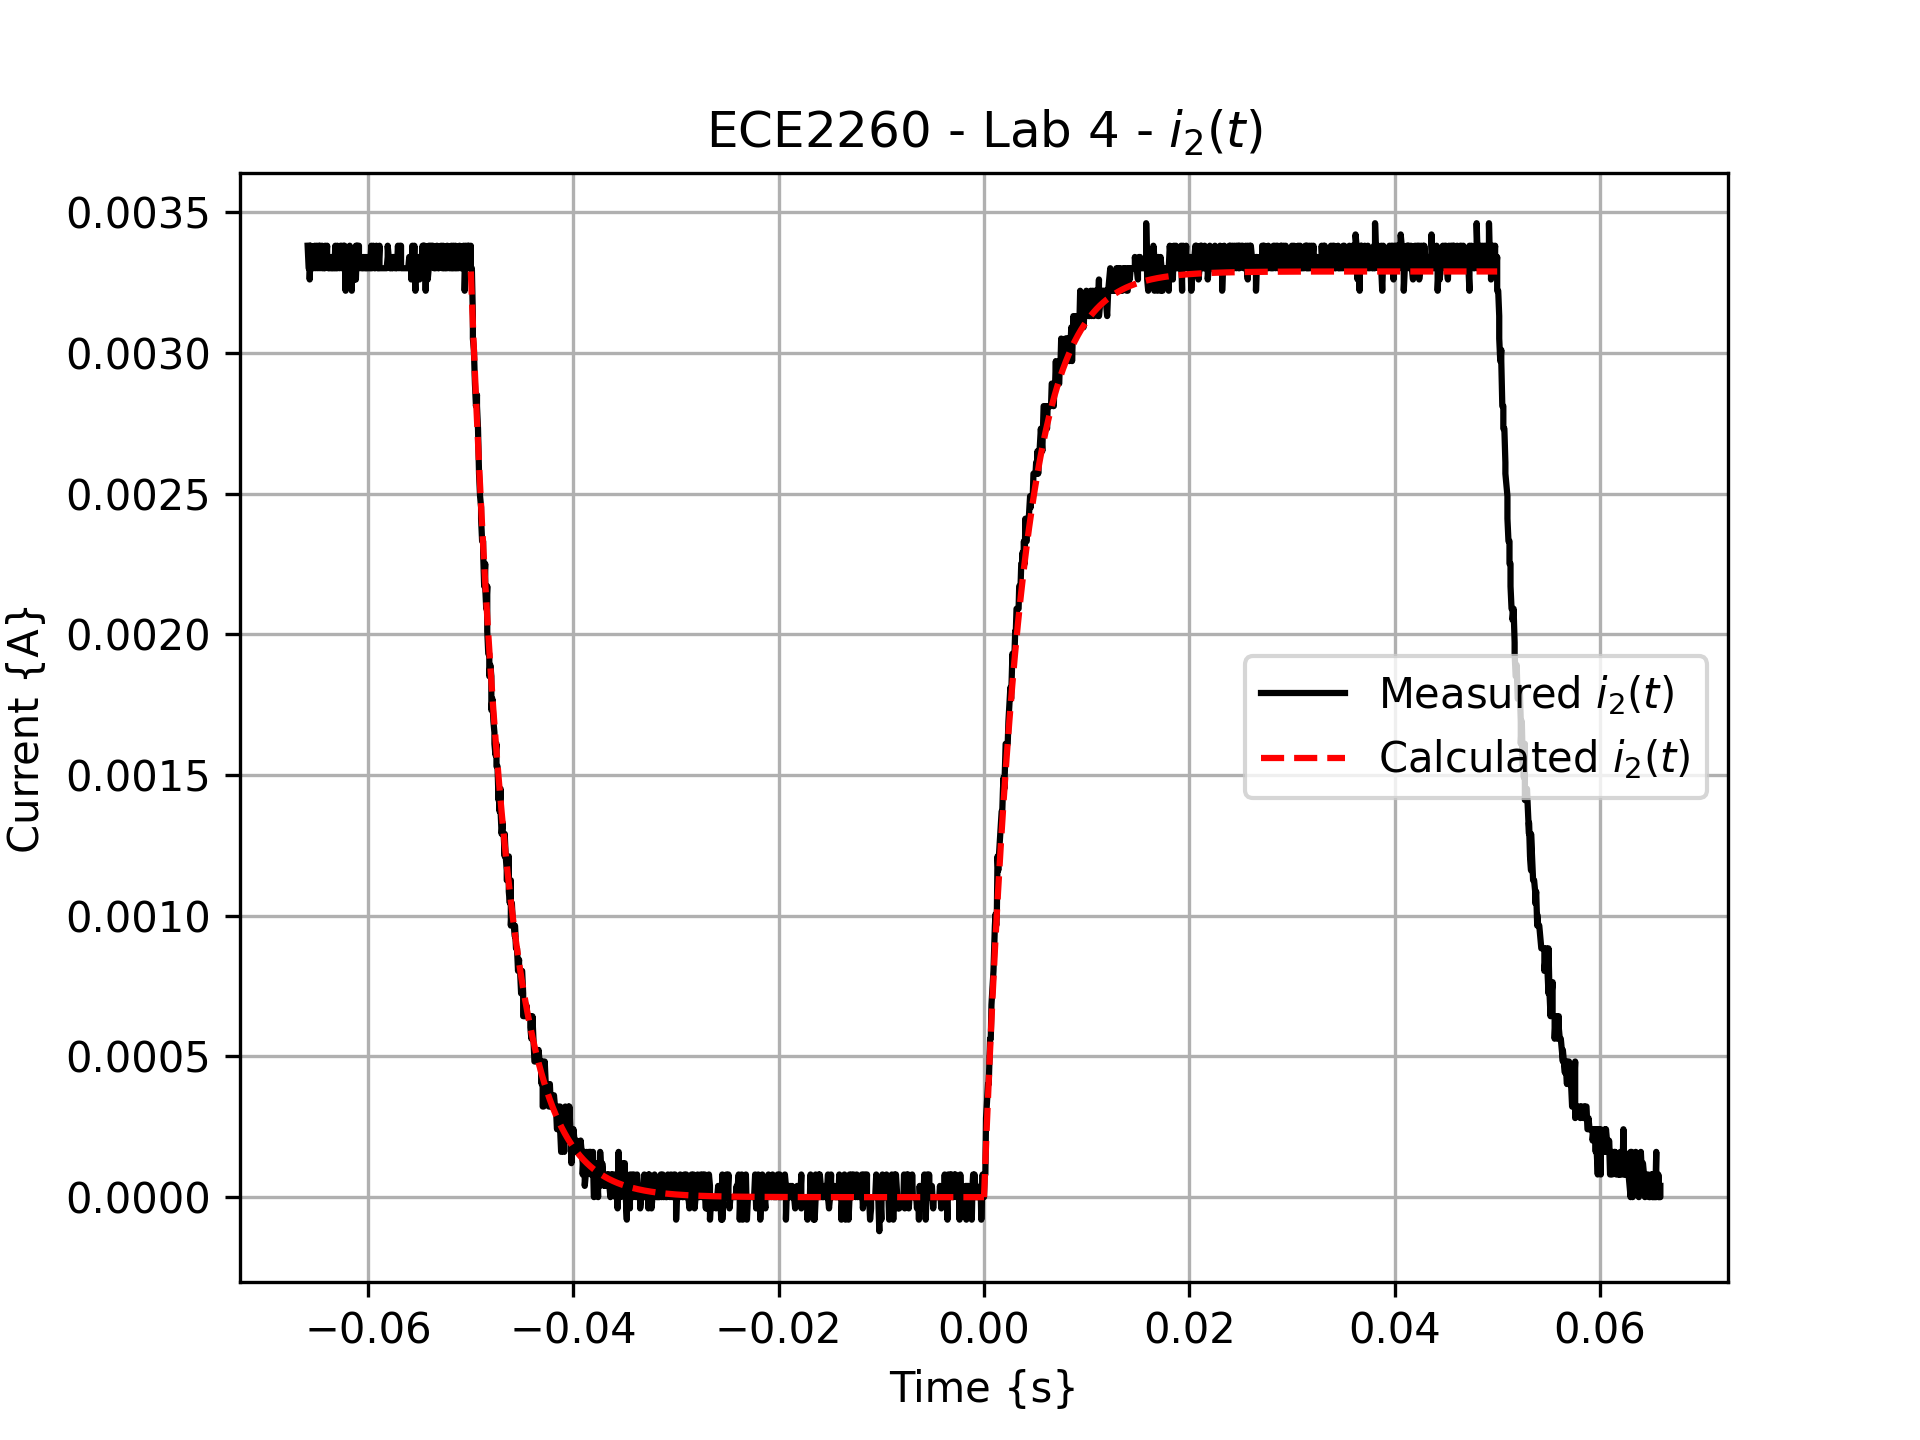 ECE2260 - Lab 4 - i₂(t)
0.0035
0.0030
0.0025
0.0020
0.0015
0.0010
0.0005
0.0000
Current {A}
Measured i₂(t)
Calculated i₂(t)
−0.06 −0.04 −0.02 0.00 0.02 0.04 0.06
Time {s}